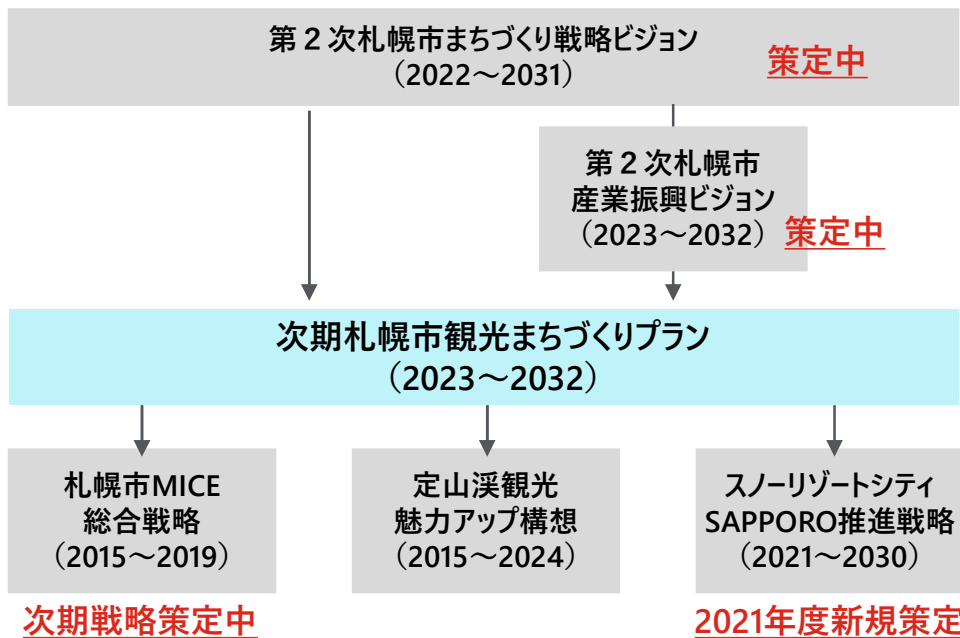 第２次札幌市まちづくり戦略ビジョン
（2022～2031）
策定中
第２次札幌市
産業振興ビジョン
（2023～2032）
策定中
次期札幌市観光まちづくりプラン
（2023～2032）
札幌市MICE
総合戦略
（2015～2019）
次期戦略策定中
定山渓観光
魅力アップ構想
（2015～2024）
スノーリゾートシティ
SAPPORO推進戦略
（2021～2030）
2021年度新規策定